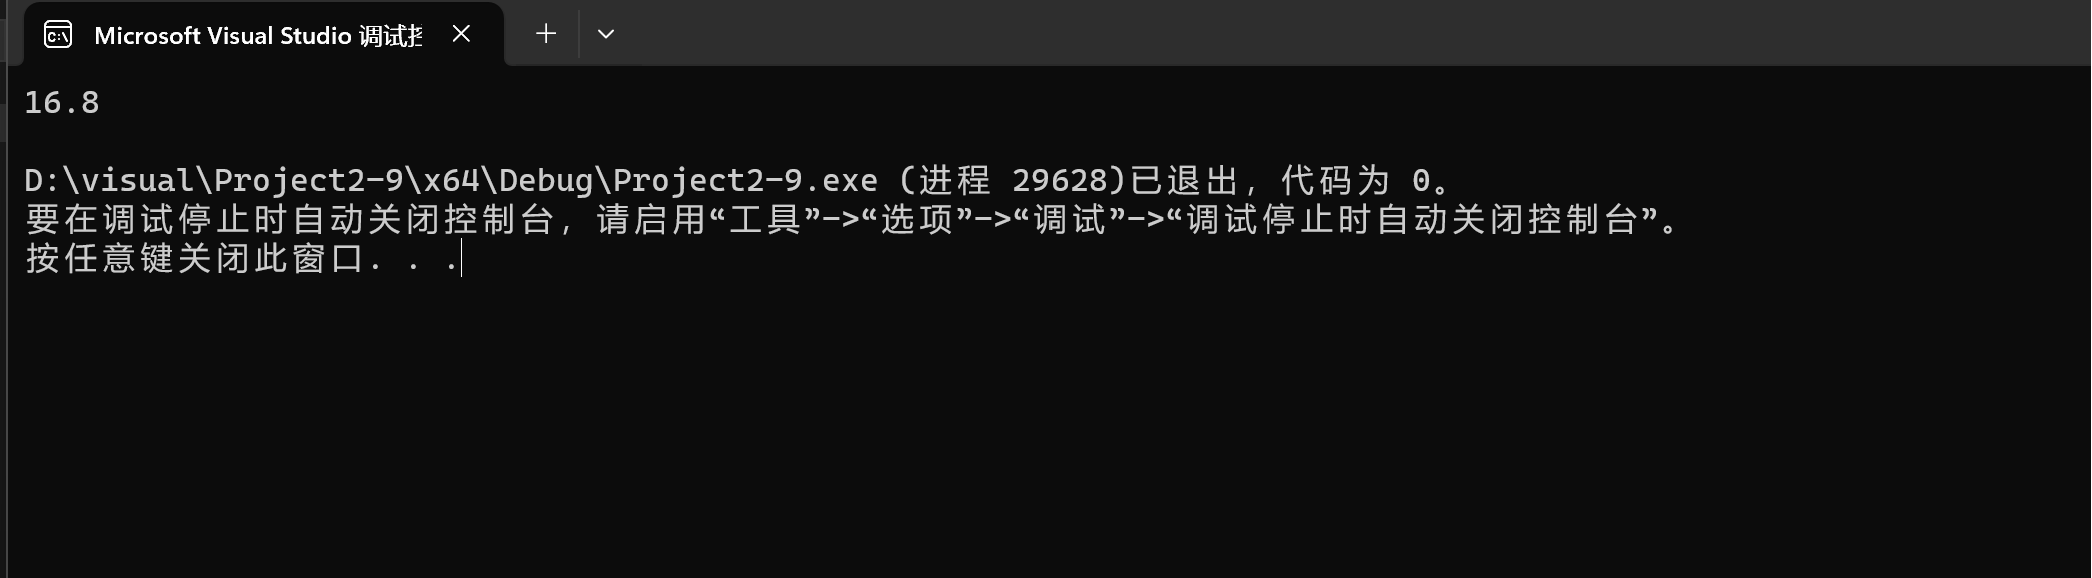 Microsoft Visual Studio 调试
16.8
D:\visual\Project2-9\x64\Debug\Project2-9.exe (进程 29628)已退出，代码为 0。
要在调试停止时自动关闭控制台，请启用“工具”->“选项”->“调试”->“调试停止时自动关闭控制台”。
按任意键关闭此窗口. . .